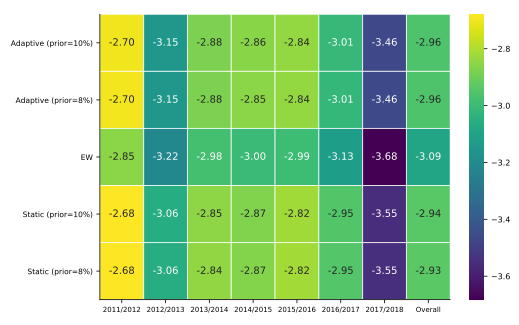 Adaptive (prior=10%) -2.70 -3.15 -2.88 -2.86 -2.84 -3.01 -3.46 -2.96
Adaptive (prior=8%) -2.70 -3.15 -2.88 -2.85 -2.84 -3.01 -3.46 -2.96
EW -2.85 -3.22 -2.98 -3.00 -2.99 -3.13 -3.68 -3.09
Static (prior=10%) -2.68 -3.06 -2.85 -2.87 -2.82 -2.95 -3.55 -2.94
Static (prior=8%) -2.68 -3.06 -2.84 -2.87 -2.82 -2.95 -3.55 -2.93
2011/2012 2012/2013 2013/2014 2014/2015 2015/2016 2016/2017 2017/2018 Overall
−2.8
−3.0
−3.2
−3.4
−3.6